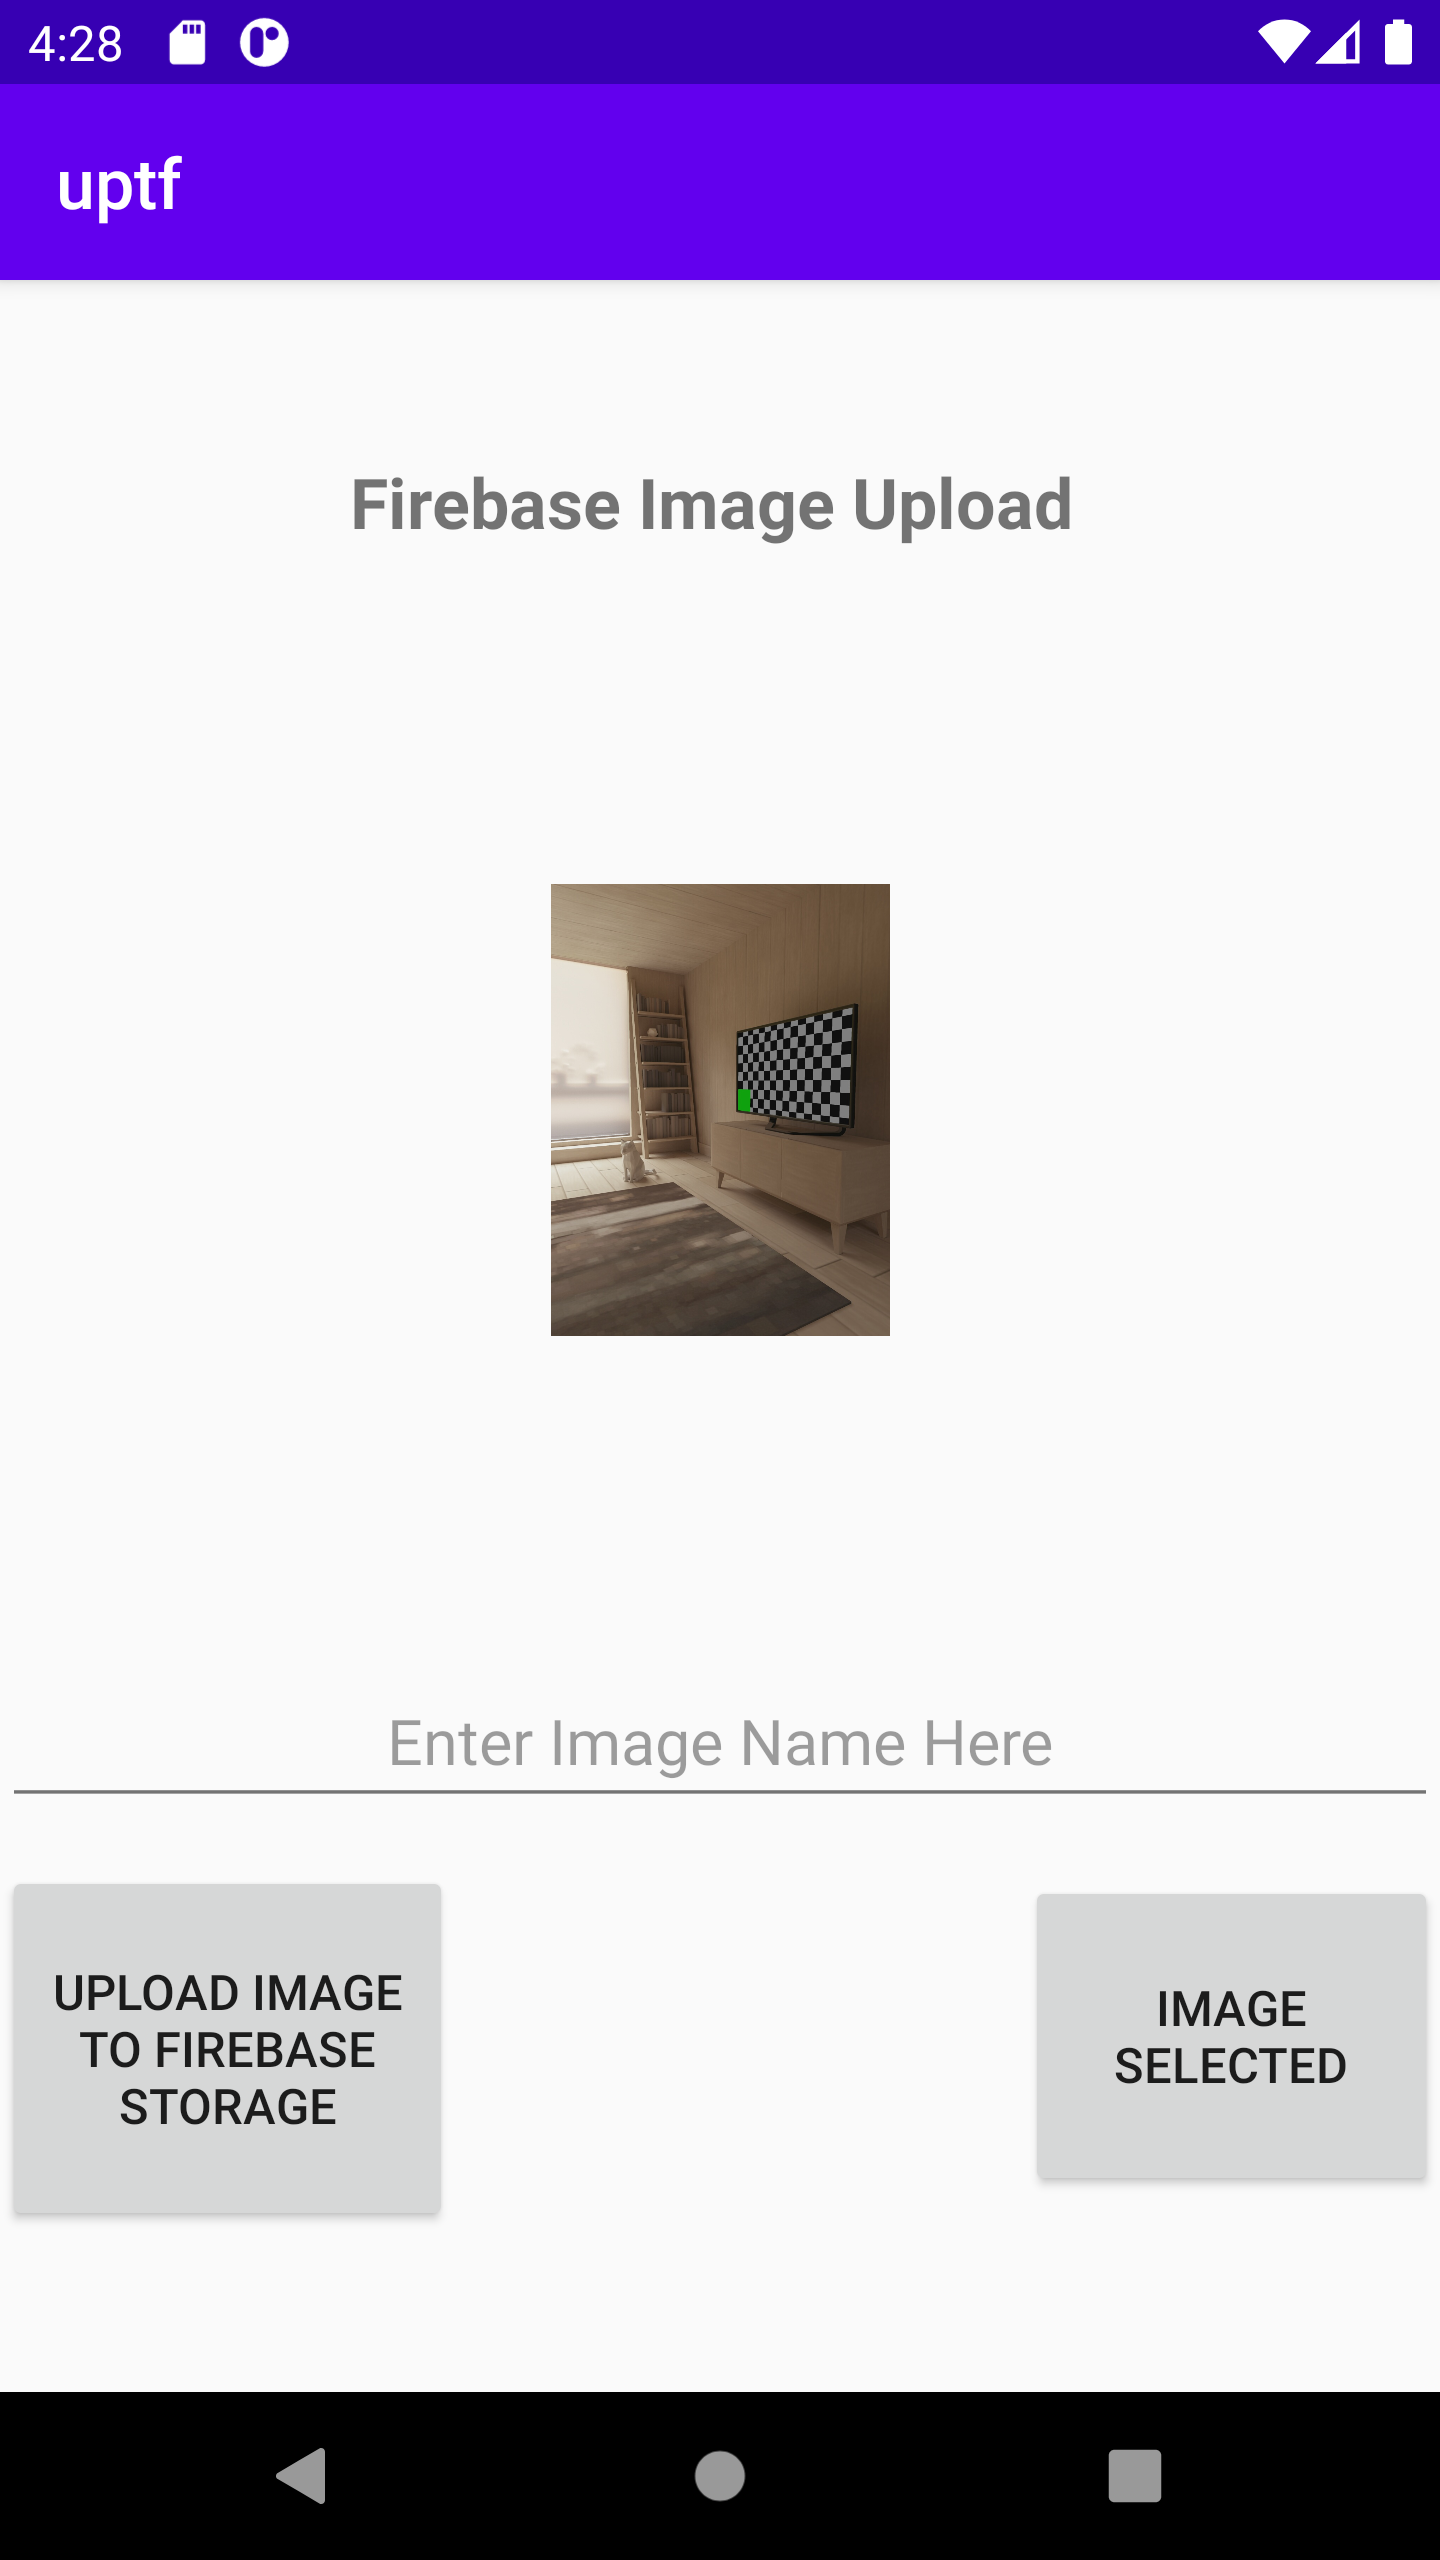 4:28
uptf
Firebase Image Upload
Enter Image Name Here
UPLOAD IMAGE
TO FIREBASE
STORAGE
IMAGE
SELECTED